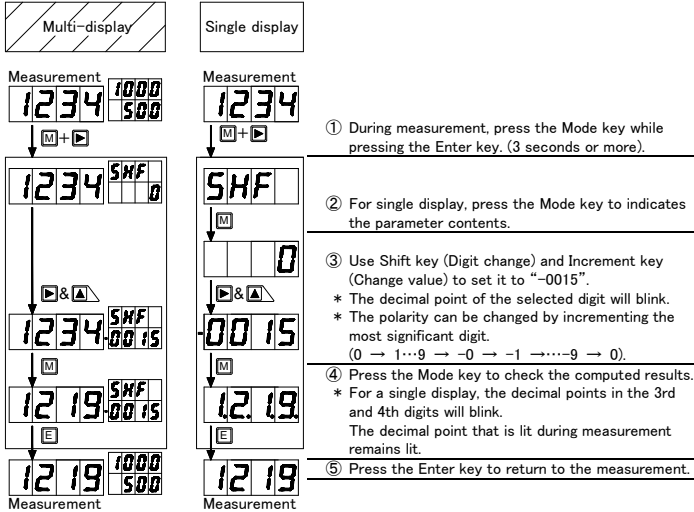 Multi-display
Single display
Measurement
1234 1000
500
M+▶
1234 SHF
0
▶&▲
1234 SHF
-0015
M
1219 SHF
-0015
E
1219 1000
500
Measurement
Measurement
1234
M+▶
SHF
M
0
▶&▲
-0015
M
1.2.1.9.
E
1219
Measurement
① During measurement, press the Mode key while
pressing the Enter key. (3 seconds or more).
② For single display, press the Mode key to indicates
the parameter contents.
③ Use Shift key (Digit change) and Increment key
(Change value) to set it to “-0015”.
* The decimal point of the selected digit will blink.
* The polarity can be changed by incrementing the
most significant digit.
(0 → 1…9 → -0 → -1 →…-9 → 0).
④ Press the Mode key to check the computed results.
* For a single display, the decimal points in the 3rd
and 4th digits will blink.
The decimal point that is lit during measurement
remains lit.
⑤ Press the Enter key to return to the measurement.